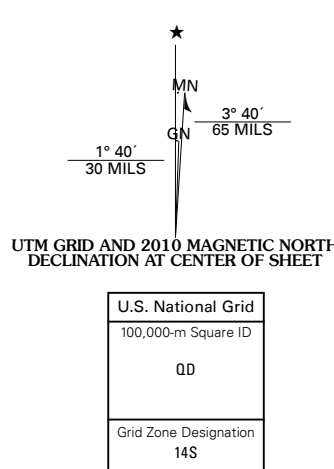 ★
MN
3° 40´
65 MILS
GN
1° 40´
30 MILS
UTM GRID AND 2010 MAGNETIC NORTH
DECLINATION AT CENTER OF SHEET
U.S. National Grid
100,000-m Square ID
QD
Grid Zone Designation
14S